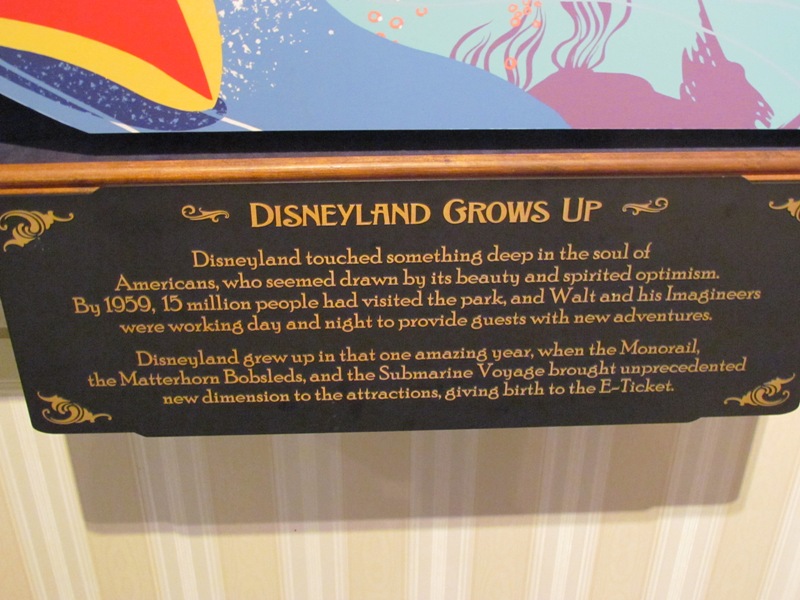 DISNEYLAND GROWS UP
Disneyland touched something deep in the soul of
Americans, who seemed drawn by its beauty and spirited optimism.
By 1959, 15 million people had visited the park, and Walt and his Imagineers
were working day and night to provide guests with new adventures.
Disneyland grew up in that one amazing year, when the Monorail,
the Matterhorn Bobsleds, and the Submarine Voyage brought unprecedented
new dimension to the attractions, giving birth to the E-Ticket.